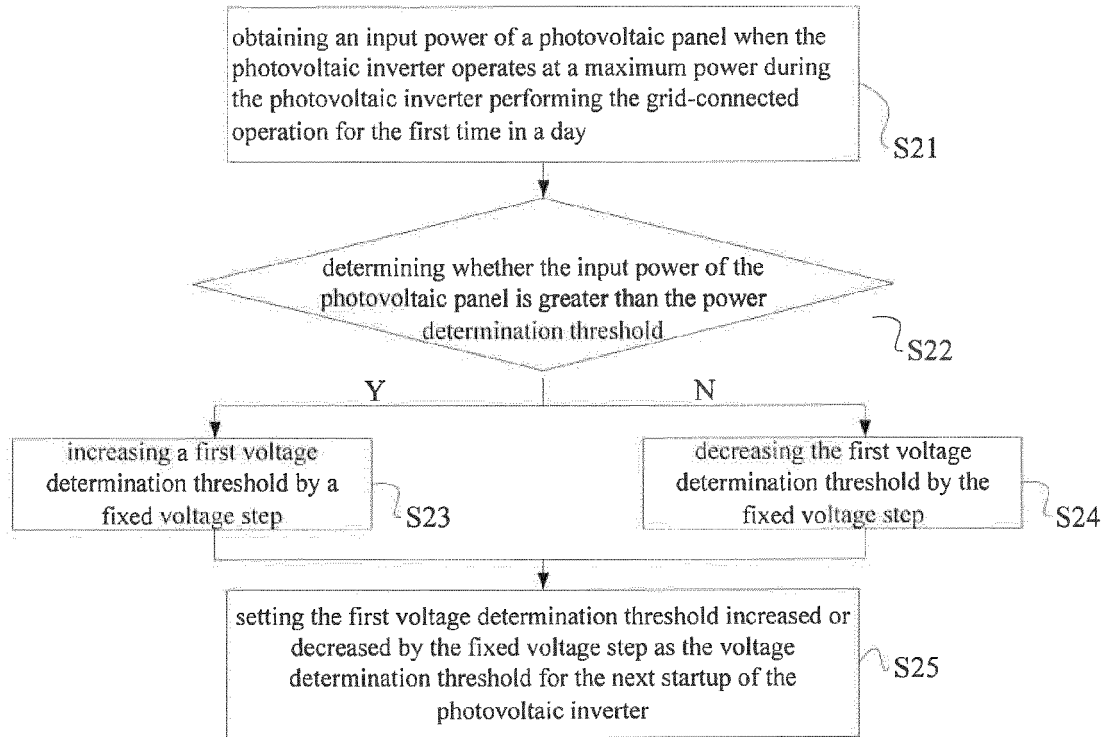 obtaining an input power of a photovoltaic panel when the
photovoltaic inverter operates at a maximum power during
the photovoltaic inverter performing the grid-connected
operation for the first time in a day
S21
determining whether the input power of the
photovoltaic panel is greater than the power
determination threshold
S22
Y
N
increasing a first voltage
determination threshold by a
fixed voltage step
S23
decreasing the first voltage
determination threshold by the
fixed voltage step
S24
setting the first voltage determination threshold increased or
decreased by the fixed voltage step as the voltage
determination threshold for the next startup of the
photovoltaic inverter
S25